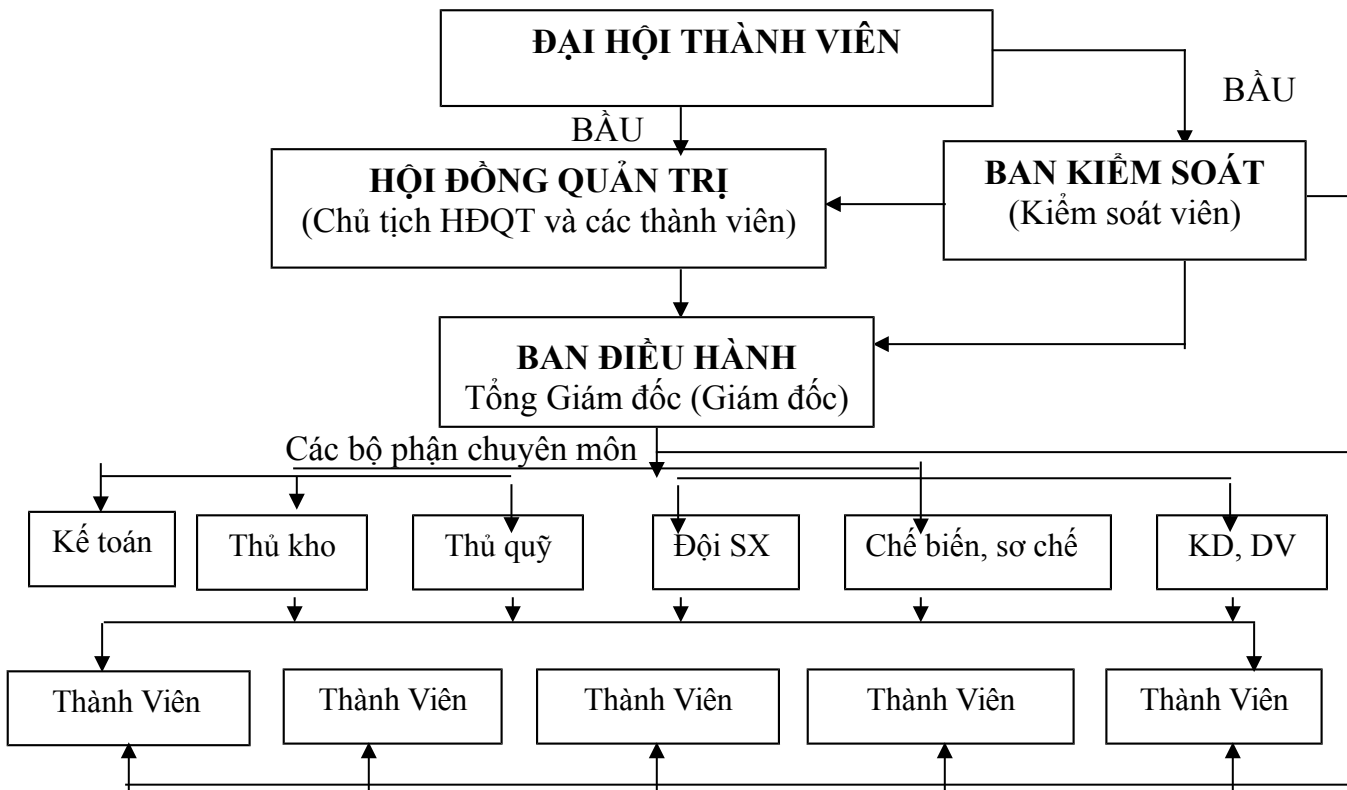 ĐẠI HỘI THÀNH VIÊN
BẦU
BẦU
HỘI ĐỒNG QUẢN TRỊ
(Chủ tịch HĐQT và các thành viên)
BAN KIỂM SOÁT
(Kiểm soát viên)
BAN ĐIỀU HÀNH
Tổng Giám đốc (Giám đốc)
Các bộ phận chuyên môn
Kế toán
Thủ kho
Thủ quỹ
Đội SX
Chế biến, sơ chế
KD, DV
Thành Viên
Thành Viên
Thành Viên
Thành Viên
Thành Viên